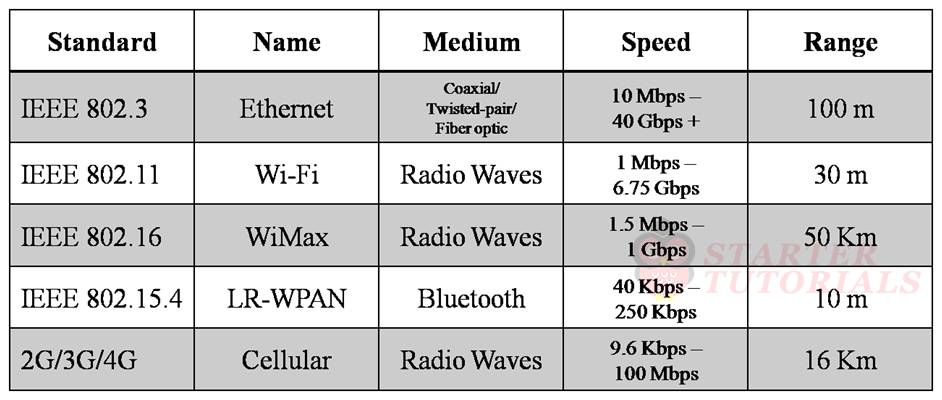 Standard Name Medium Speed Range
IEEE 802.3 Ethernet Coaxial/
Twisted-pair/
Fiber optic 10 Mbps –
40 Gbps + 100 m
IEEE 802.11 Wi-Fi Radio Waves 1 Mbps –
6.75 Gbps 30 m
IEEE 802.16 WiMax Radio Waves 1.5 Mbps –
1 Gbps 50 Km
IEEE 802.15.4 LR-WPAN Bluetooth 40 Kbps –
250 Kbps 10 m
2G/3G/4G Cellular Radio Waves 9.6 Kbps –
100 Mbps 16 Km
STARTER
TUTORIALS